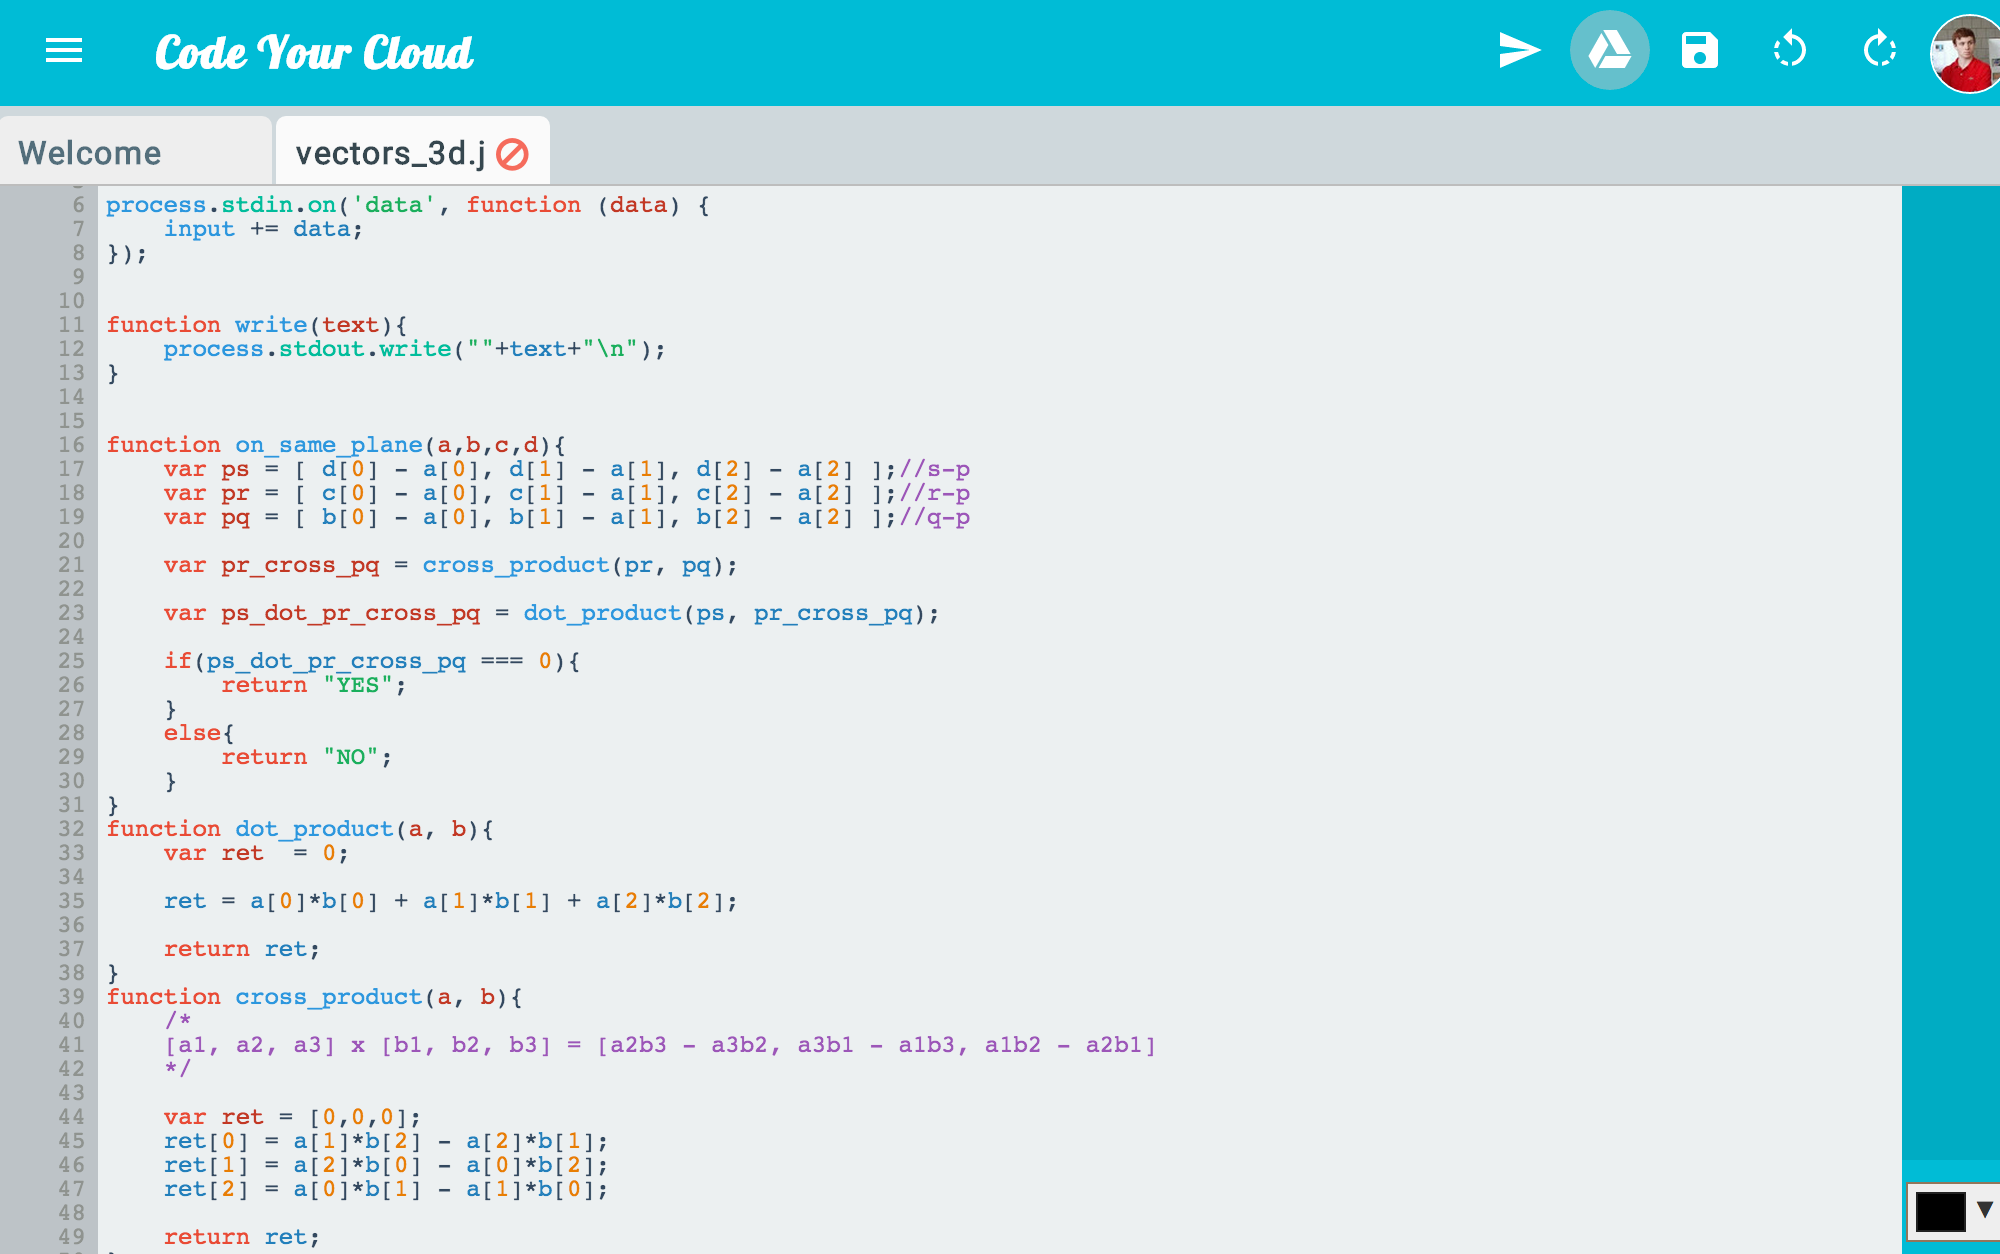 Code Your Cloud
Welcome
vectors_3d.j
6 process.stdin.on('data', function (data) {
7     input += data;
8 });
9
10
11 function write(text){
12     process.stdout.write(""+text+"\n");
13 }
14
15
16 function on_same_plane(a,b,c,d){
17     var ps = [ d[0] - a[0], d[1] - a[1], d[2] - a[2] ];//s-p
18     var pr = [ c[0] - a[0], c[1] - a[1], c[2] - a[2] ];//r-p
19     var pq = [ b[0] - a[0], b[1] - a[1], b[2] - a[2] ];//q-p
20
21     var pr_cross_pq = cross_product(pr, pq);
22
23     var ps_dot_pr_cross_pq = dot_product(ps, pr_cross_pq);
24
25     if(ps_dot_pr_cross_pq === 0){
26         return "YES";
27     }
28     else{
29         return "NO";
30     }
31 }
32 function dot_product(a, b){
33     var ret  = 0;
34
35     ret = a[0]*b[0] + a[1]*b[1] + a[2]*b[2];
36
37     return ret;
38 }
39 function cross_product(a, b){
40     /*
41     [a1, a2, a3] x [b1, b2, b3] = [a2b3 - a3b2, a3b1 - a1b3, a1b2 - a2b1]
42     */
43
44     var ret = [0,0,0];
45     ret[0] = a[1]*b[2] - a[2]*b[1];
46     ret[1] = a[2]*b[0] - a[0]*b[2];
47     ret[2] = a[0]*b[1] - a[1]*b[0];
48
49     return ret;